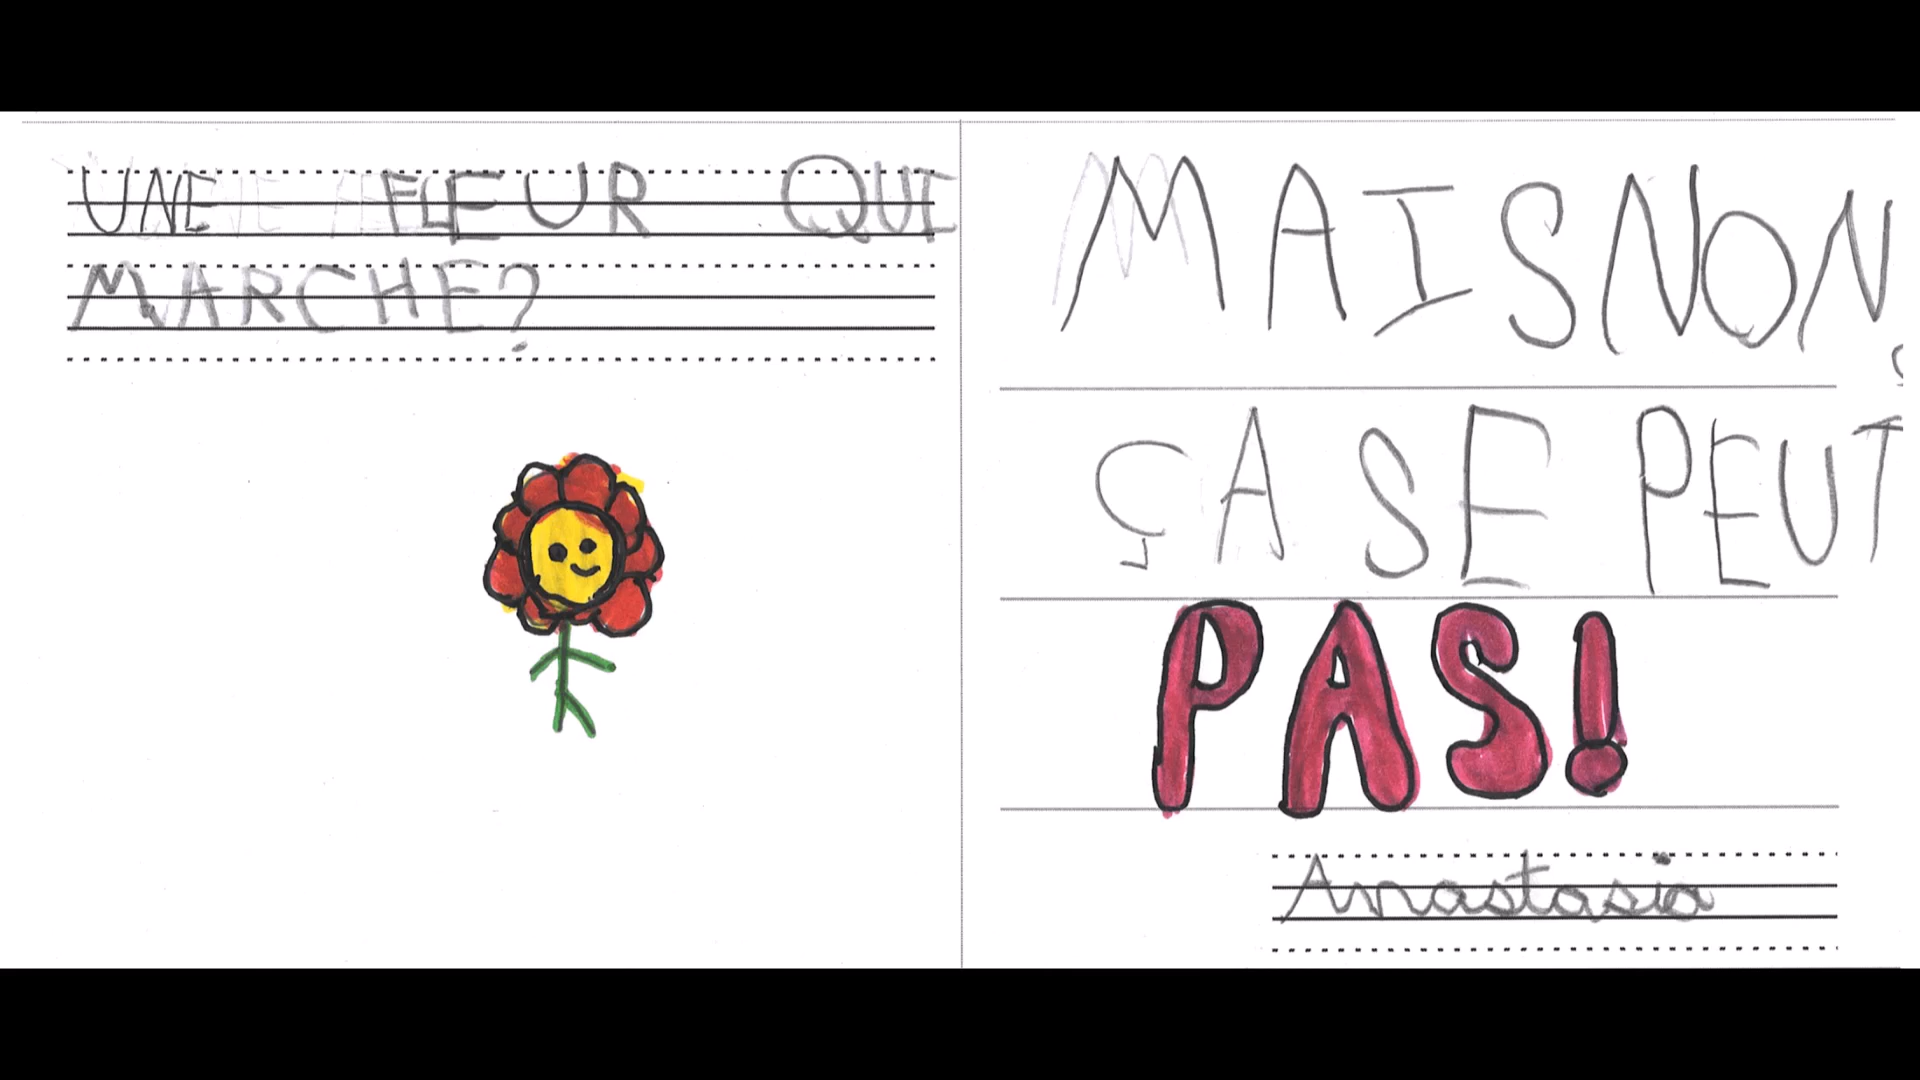 UNE FLEUR QUI
MARCHE?
MAIS NON,
ÇA SE PEUT
PAS!
Anastasia